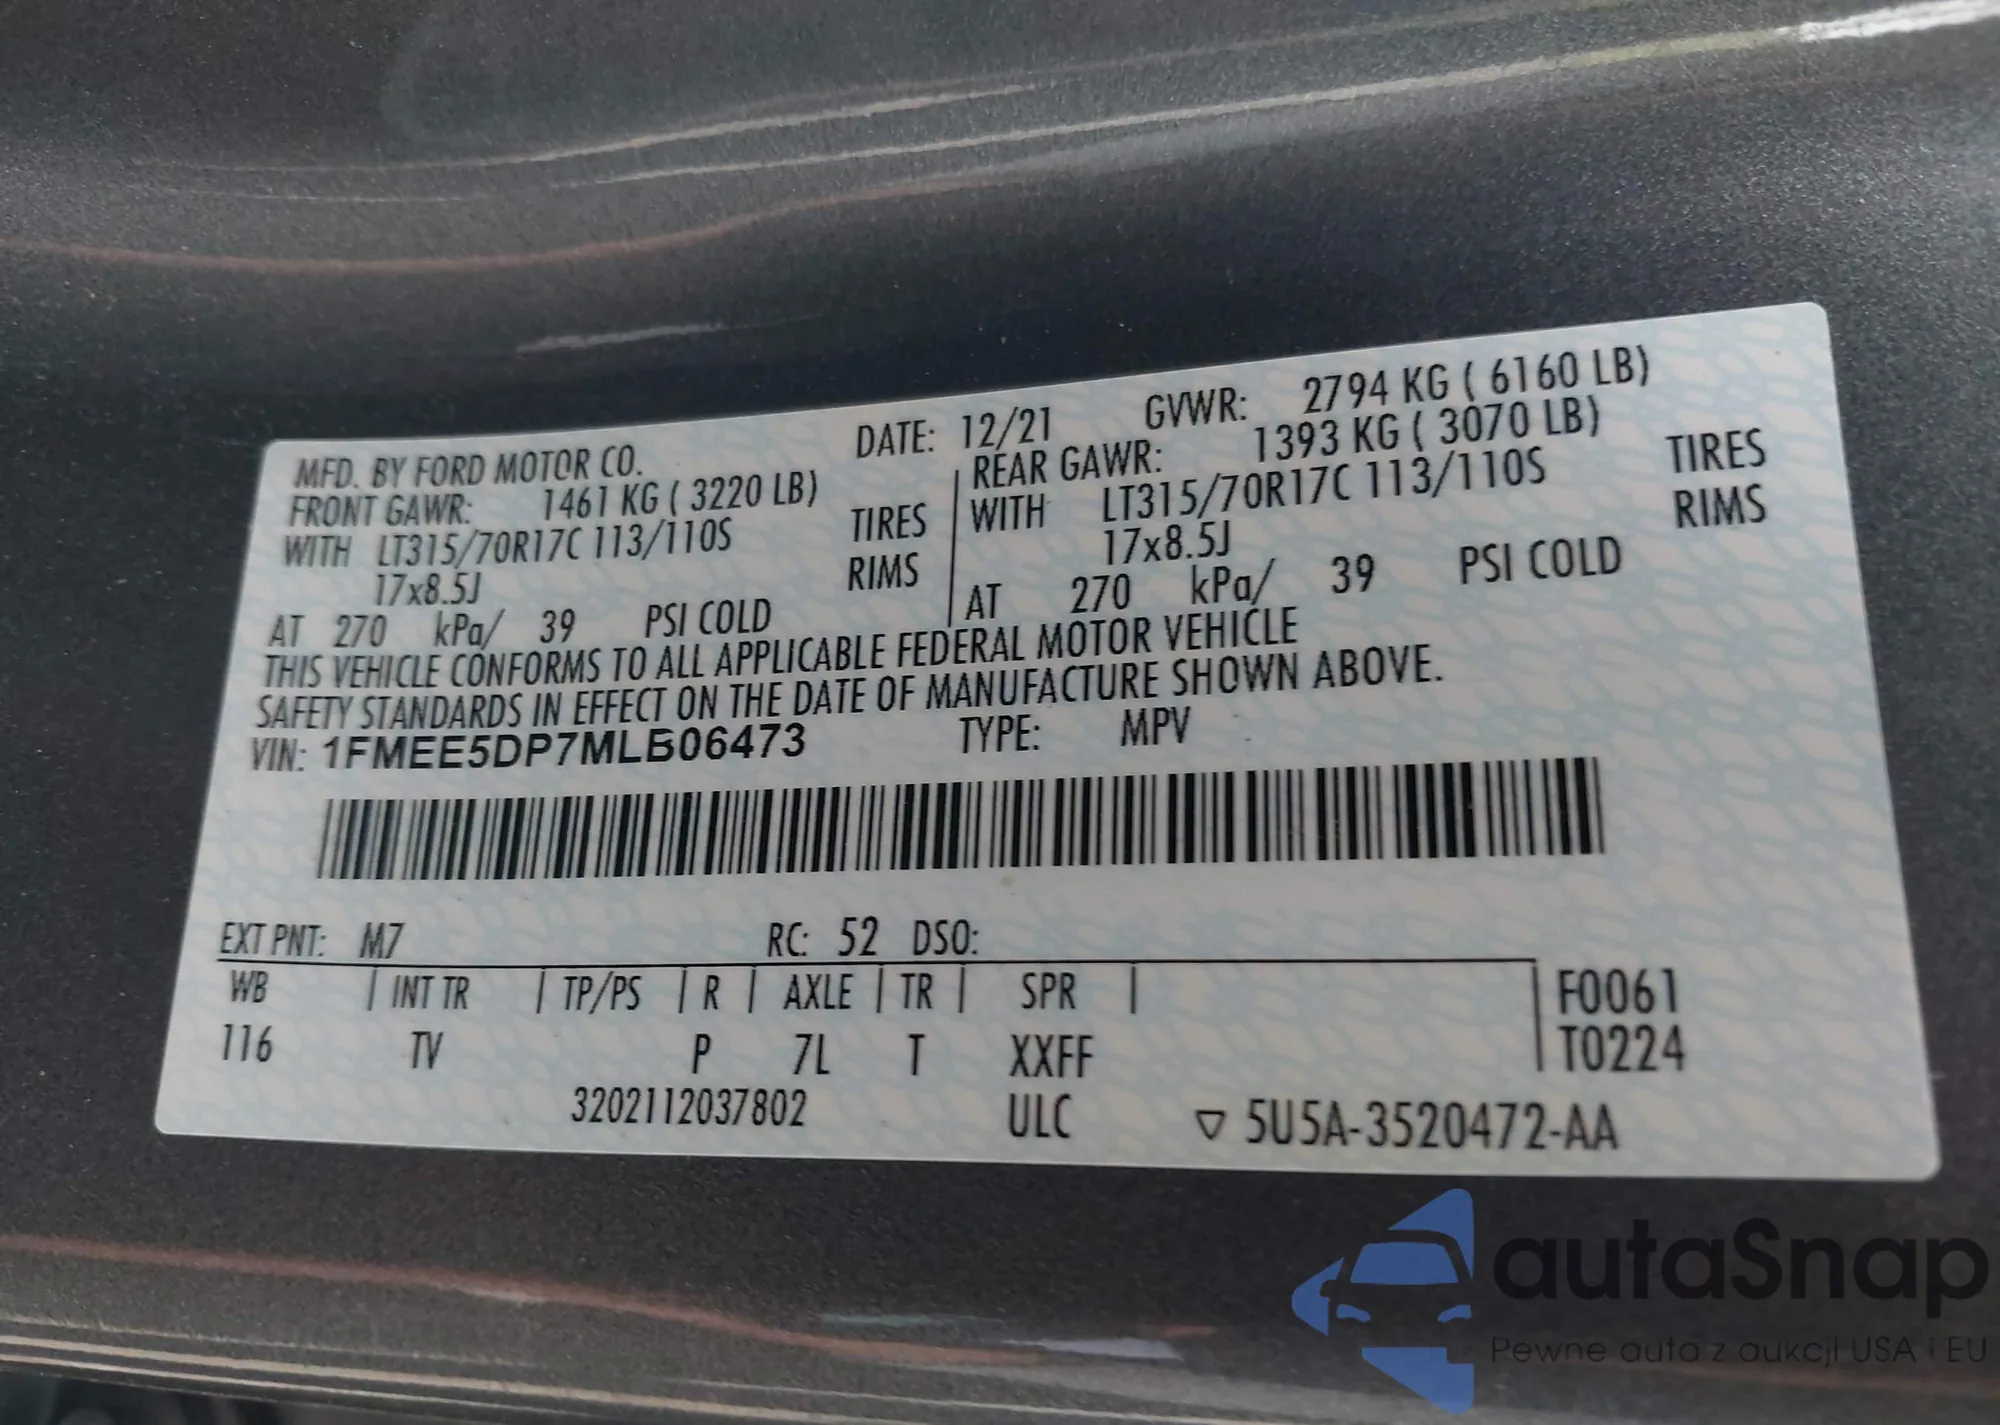 MFD. BY FORD MOTOR CO. DATE: 12/21 GVWR: 2794 KG ( 6160 LB)
FRONT GAWR: 1461 KG ( 3220 LB) REAR GAWR: 1393 KG ( 3070 LB)
WITH LT315/70R17C 113/110S TIRES WITH LT315/70R17C 113/110S TIRES
17x8.5J RIMS 17x8.5J RIMS
AT 270 kPa/ 39 PSI COLD AT 270 kPa/ 39 PSI COLD
THIS VEHICLE CONFORMS TO ALL APPLICABLE FEDERAL MOTOR VEHICLE
SAFETY STANDARDS IN EFFECT ON THE DATE OF MANUFACTURE SHOWN ABOVE.
VIN: 1FMEE5DP7MLB06473 TYPE: MPV
EXT PNT: M7 RC: 52 DSO:
WB | INT TR | TP/PS | R | AXLE | TR | SPR | F0061
116 TV P 7L T XXFF T0224
3202112037802 ULC ▽ 5U5A-3520472-AA
autaSnap
Pewne auta z aukcji USA i EU